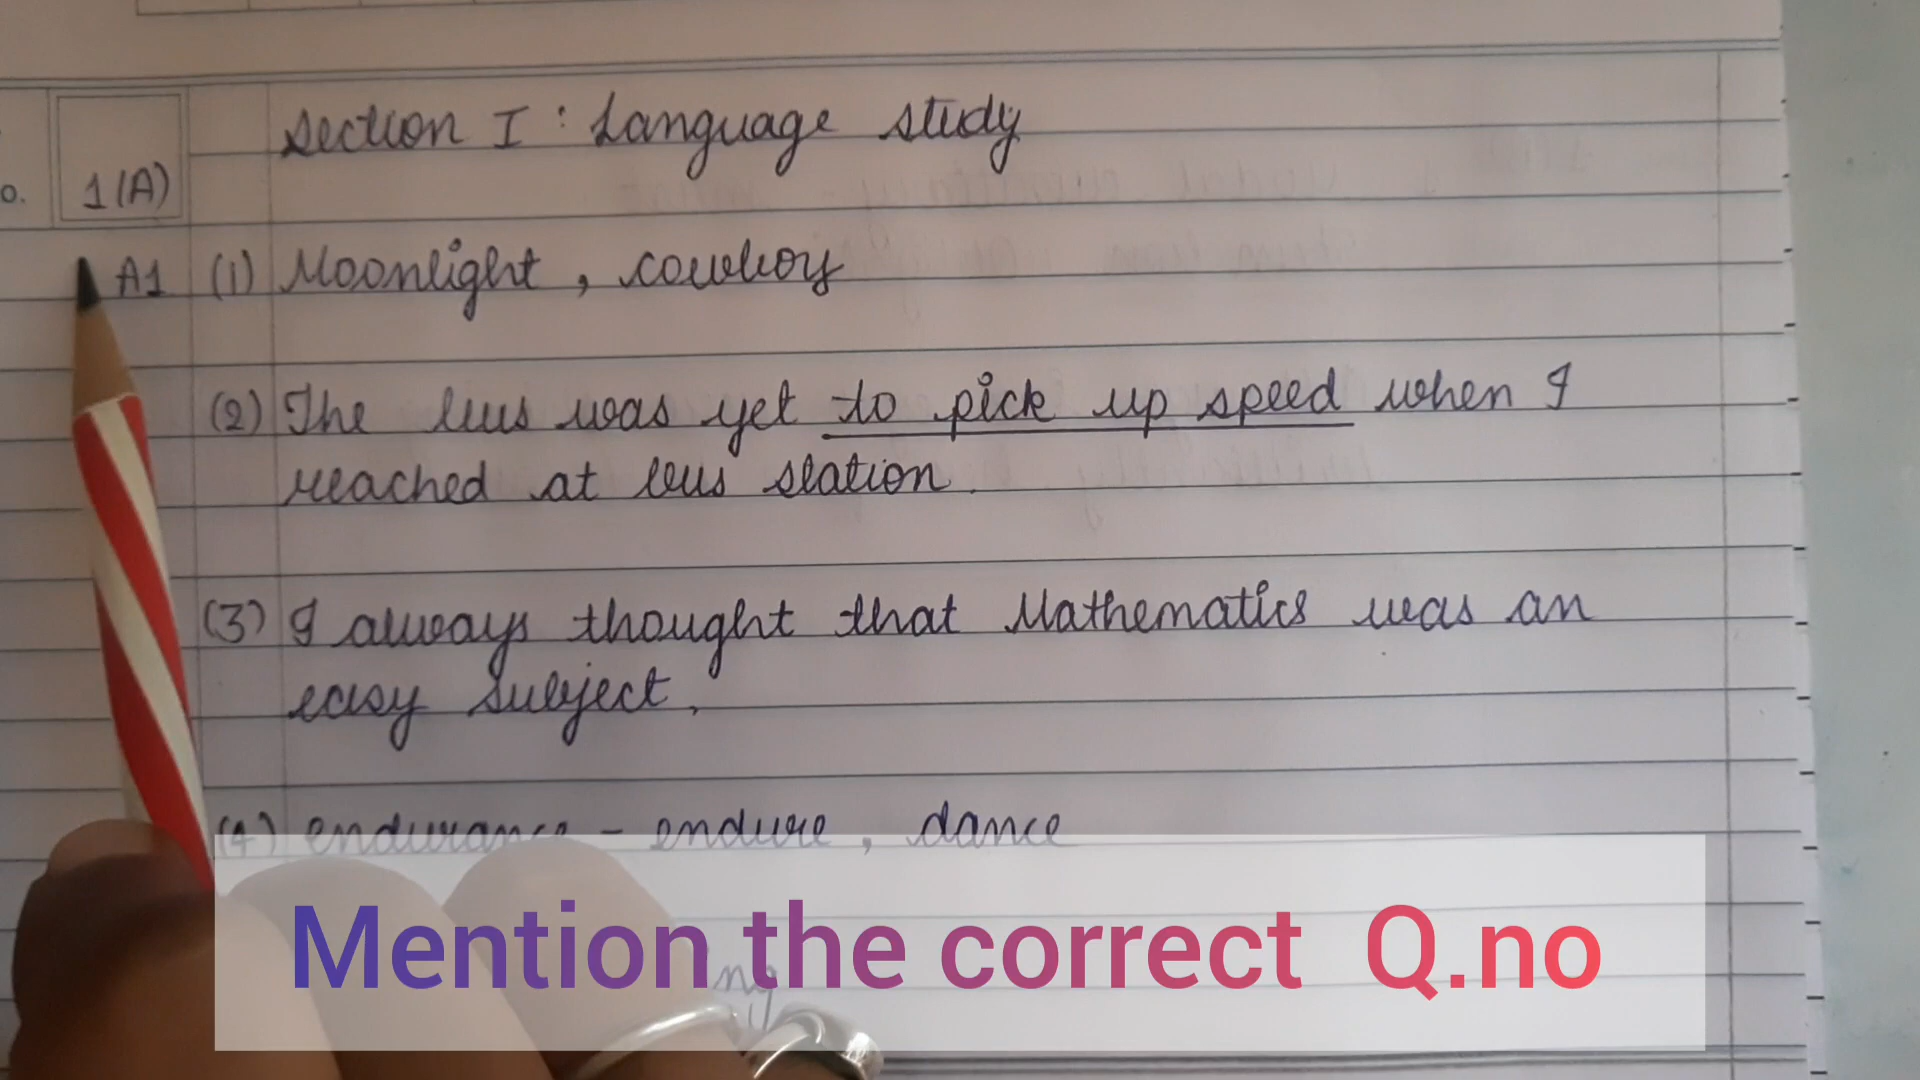 Section I : Language study
o. 1(A)
A1 (1) Moonlight , cowboy
(2) The bus was yet to pick up speed when I
reached at bus station.
(3) I always thought that Mathematics was an
easy subject.
(4) endurance - endure , dance
Mention the correct Q.no
ng